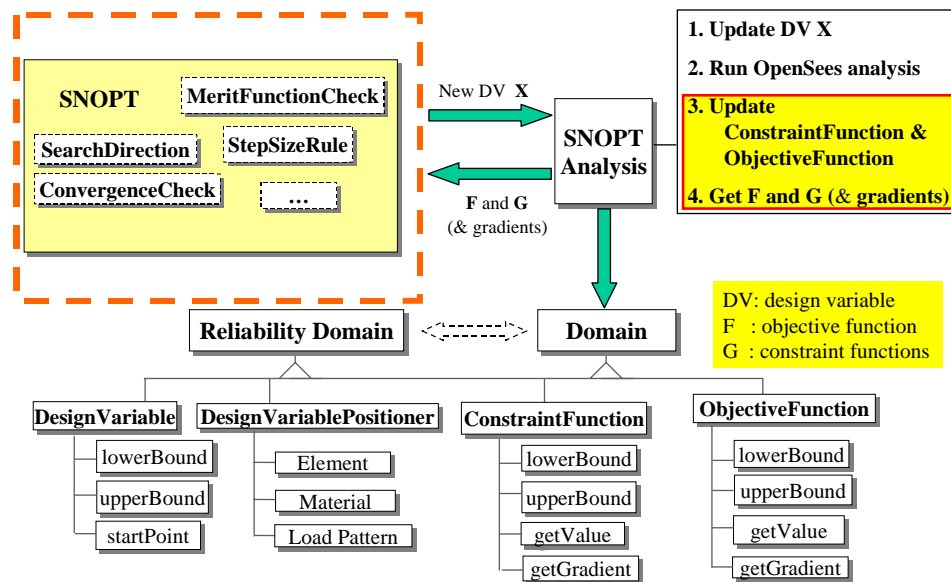 SNOPT
MeritFunctionCheck
SearchDirection
StepSizeRule
ConvergenceCheck
...
New DV X
F and G
(& gradients)
SNOPT
Analysis
1. Update DV X
2. Run OpenSees analysis
3. Update
ConstraintFunction &
ObjectiveFunction
4. Get F and G (& gradients)
DV: design variable
F : objective function
G : constraint functions
Reliability Domain
Domain
DesignVariable
lowerBound
upperBound
startPoint
DesignVariablePositioner
Element
Material
Load Pattern
ConstraintFunction
lowerBound
upperBound
getValue
getGradient
ObjectiveFunction
lowerBound
upperBound
getValue
getGradient